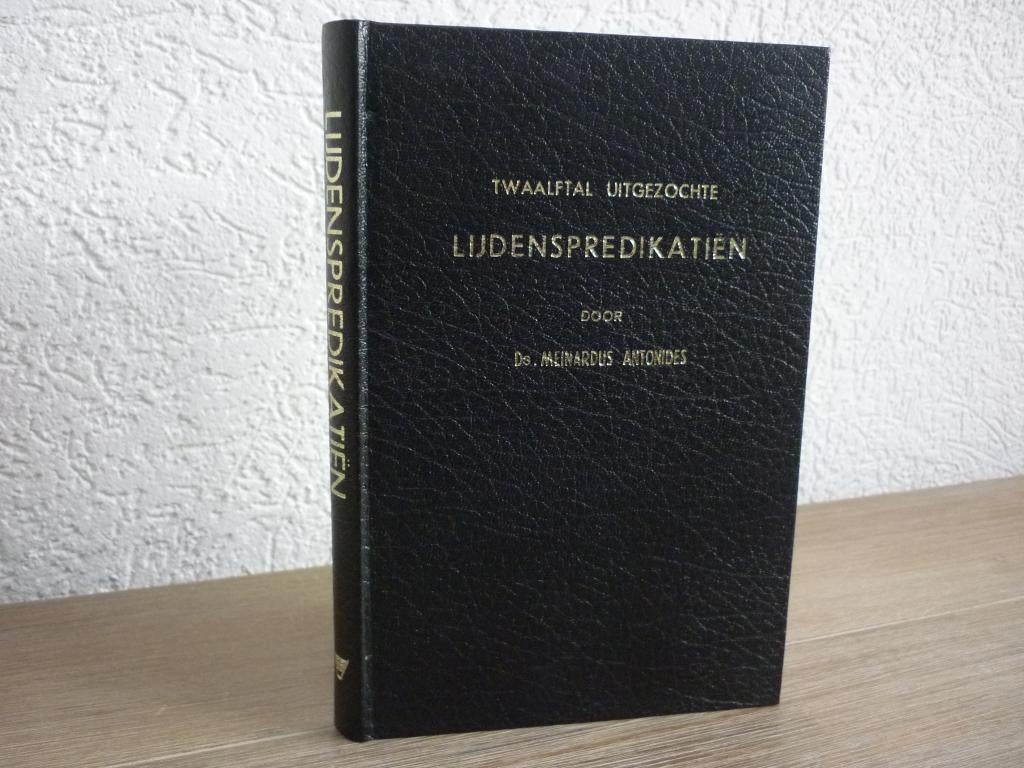 LIJDENSPREDIKATIËN
TWAALFTAL UITGEZOCHTE
LIJDENSPREDIKATIËN
DOOR
Ds. MEINARDUS ANTONIDES